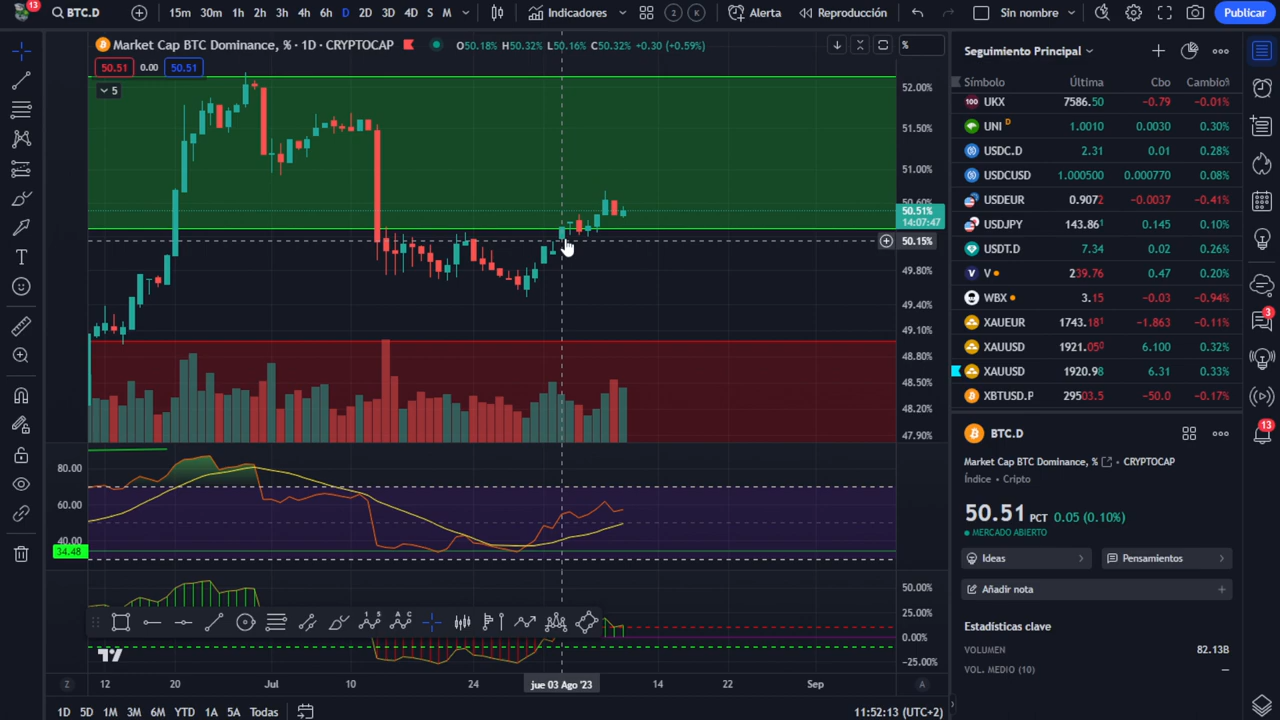 13
BTC.D
15m 30m 1h 2h 3h 4h 6h D 2D 3D 4D S M
Indicadores
2 K
Alerta
Reproducción
Sin nombre
Publicar
Market Cap BTC Dominance, % · 1D · CRYPTOCAP
O50.18% H50.32% L50.16% C50.32% +0.30 (+0.59%)
50.51 0.00 50.51
5
%
52.00%
51.50%
51.00%
50.60%
50.51%
14:07:47
50.15%
49.80%
49.40%
49.10%
48.80%
48.50%
48.20%
47.90%
80.00
60.00
40.00
34.48
50.00%
25.00%
0.00%
−25.00%
Z 12 20 Jul 10 24 jue 03 Ago '23 14 22 Sep A
1D 5D 1M 3M 6M YTD 1A 5A Todas
11:52:13 (UTC+2)
Seguimiento Principal
Símbolo Última Cbo Cambio%
100 UKX 7586.50 −0.79 −0.01%
UNI D 1.0010 0.0030 0.30%
USDC.D 2.31 0.01 0.28%
USDCUSD 1.000500 0.000770 0.08%
USDEUR 0.9072 −0.0037 −0.41%
USDJPY 143.861 0.145 0.10%
USDT.D 7.34 0.02 0.26%
V 239.76 0.47 0.20%
WBX 3.15 −0.03 −0.94%
XAUEUR 1743.181 −1.863 −0.11%
XAUUSD 1921.050 6.100 0.32%
XAUUSD 1920.98 6.31 0.33%
XBTUSD.P 29503.5 −50.0 −0.17%
BTC.D
Market Cap BTC Dominance, % · CRYPTOCAP
Índice · Cripto
50.51 PCT 0.05 (0.10%)
MERCADO ABIERTO
Ideas
Pensamientos
Añadir nota
Estadísticas clave
VOLUMEN 82.13B
VOL. MEDIO (10) −
3
13